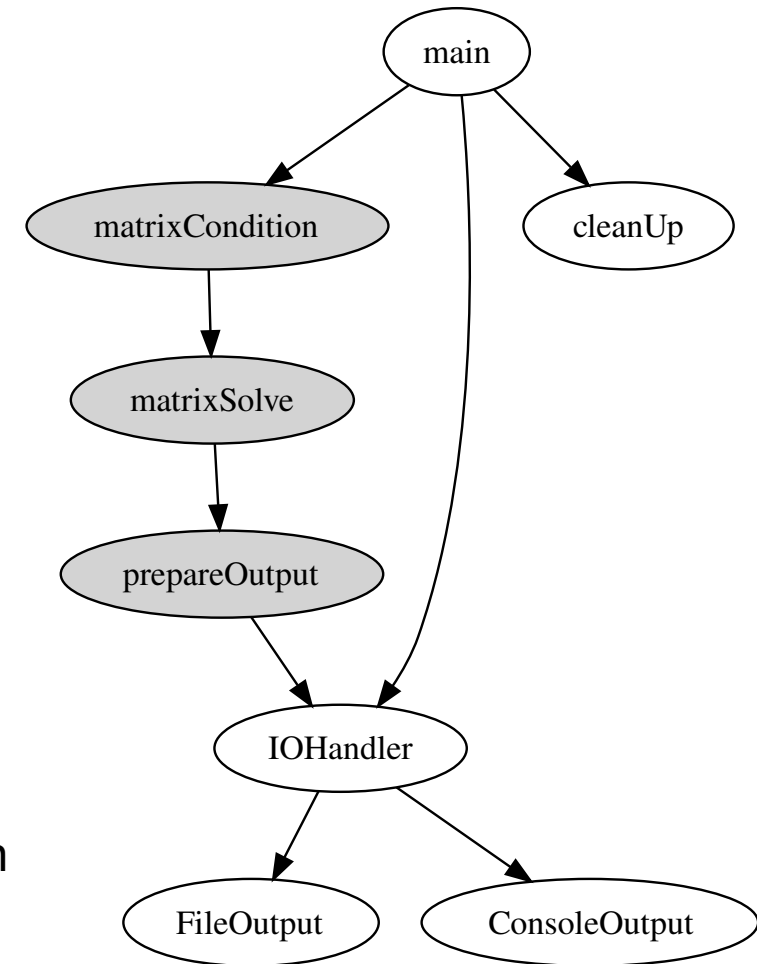 main
matrixCondition
cleanUp
matrixSolve
prepareOutput
IOHandler
n
FileOutput
ConsoleOutput